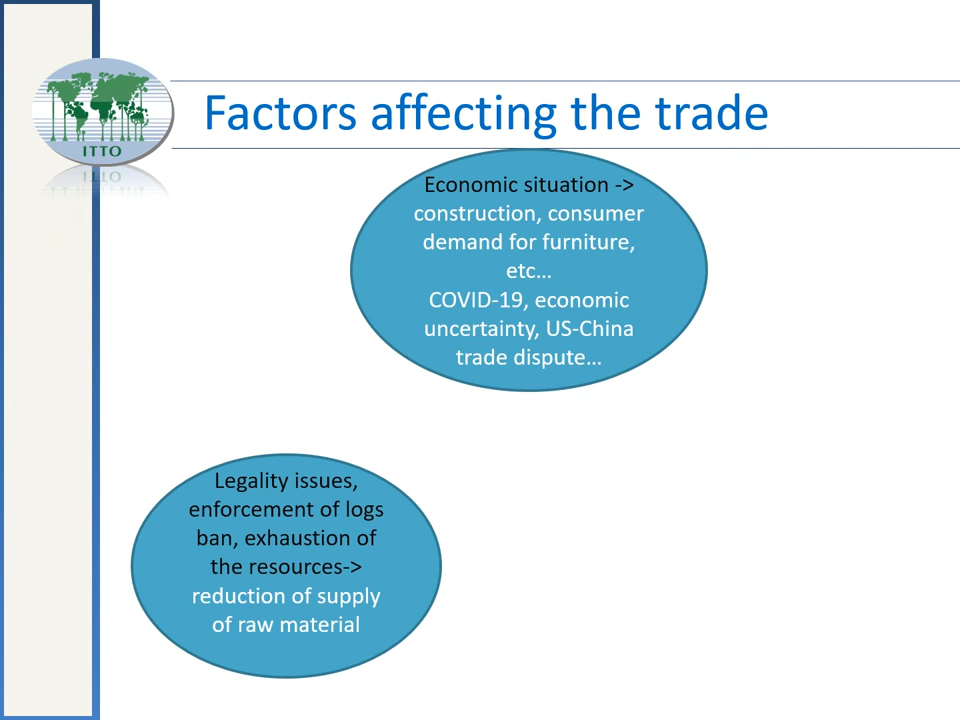 ITTO
Factors affecting the trade
Economic situation ->
construction, consumer
demand for furniture,
etc…
COVID-19, economic
uncertainty, US-China
trade dispute…
Legality issues,
enforcement of logs
ban, exhaustion of
the resources->
reduction of supply
of raw material